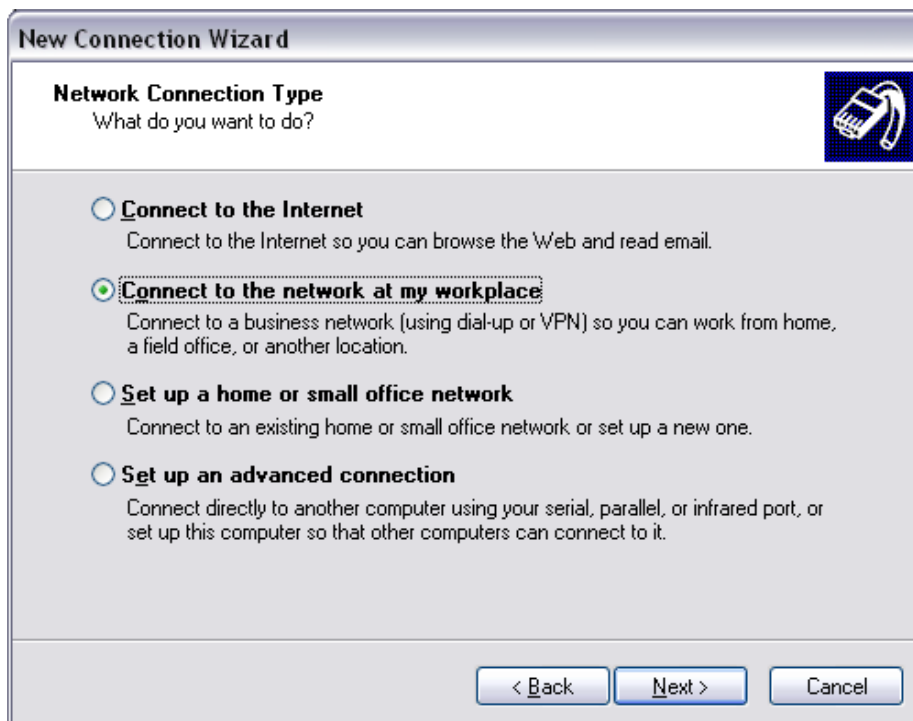 New Connection Wizard
Network Connection Type
What do you want to do?
Connect to the Internet
Connect to the Internet so you can browse the Web and read email.
Connect to the network at my workplace
Connect to a business network (using dial-up or VPN) so you can work from home,
a field office, or another location.
Set up a home or small office network
Connect to an existing home or small office network or set up a new one.
Set up an advanced connection
Connect directly to another computer using your serial, parallel, or infrared port, or
set up this computer so that other computers can connect to it.
< Back Next > Cancel